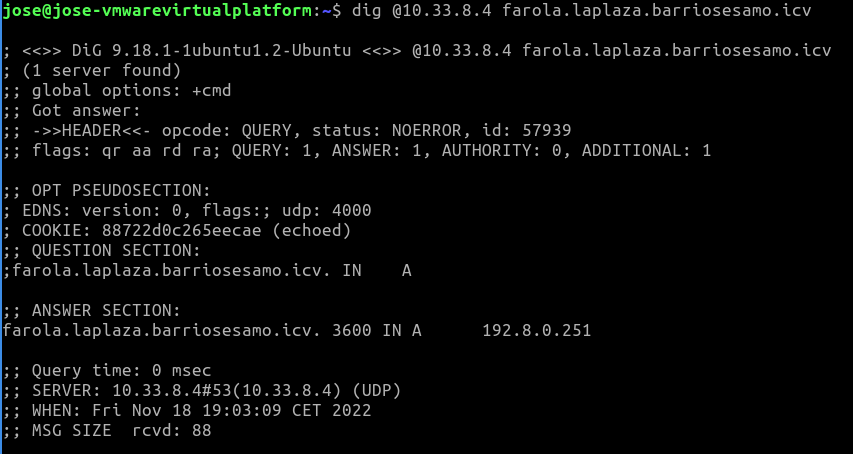 jose@jose-vmwarevirtualplatform:~$ dig @10.33.8.4 farola.laplaza.barriosesamo.icv
; <<>> DiG 9.18.1-1ubuntu1.2-Ubuntu <<>> @10.33.8.4 farola.laplaza.barriosesamo.icv
; (1 server found)
;; global options: +cmd
;; Got answer:
;; ->>HEADER<<- opcode: QUERY, status: NOERROR, id: 57939
;; flags: qr aa rd ra; QUERY: 1, ANSWER: 1, AUTHORITY: 0, ADDITIONAL: 1
;; OPT PSEUDOSECTION:
; EDNS: version: 0, flags:; udp: 4000
; COOKIE: 88722d0c265eecae (echoed)
;; QUESTION SECTION:
;farola.laplaza.barriosesamo.icv. IN    A
;; ANSWER SECTION:
farola.laplaza.barriosesamo.icv. 3600 IN A      192.8.0.251
;; Query time: 0 msec
;; SERVER: 10.33.8.4#53(10.33.8.4) (UDP)
;; WHEN: Fri Nov 18 19:03:09 CET 2022
;; MSG SIZE  rcvd: 88